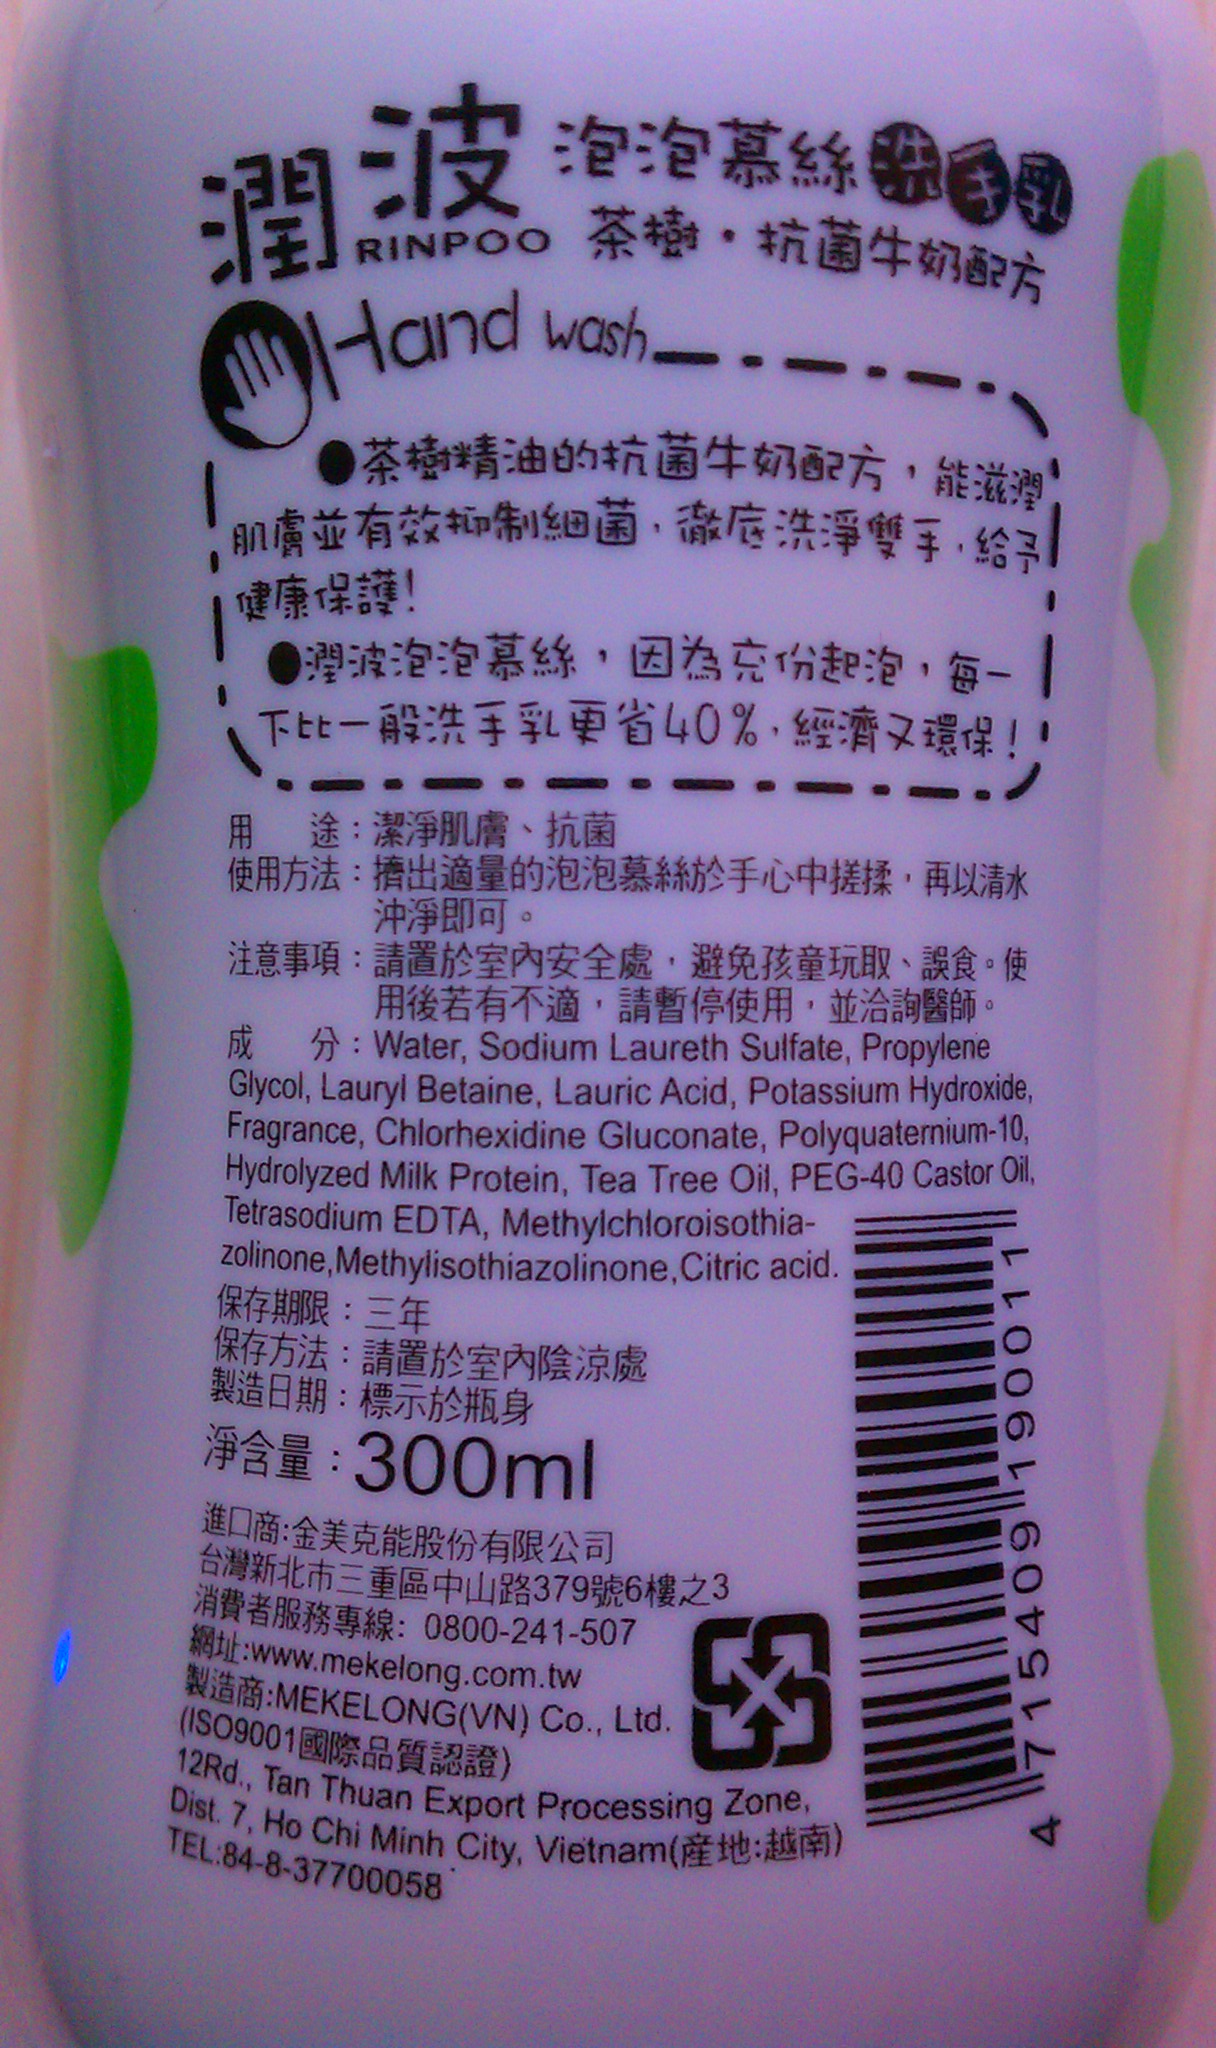 潤波 泡泡慕絲洗手乳
RINPOO 茶樹・抗菌牛奶配方
Hand wash
●茶樹精油的抗菌牛奶配方，能滋潤
肌膚並有效抑制細菌，徹底洗淨雙手，給予
健康保護！
●潤波泡泡慕絲，因為充份起泡，每一
下比一般洗手乳更省40%，經濟又環保！
用　　途：潔淨肌膚、抗菌
使用方法：擠出適量的泡泡慕絲於手心中搓揉，再以清水
沖淨即可。
注意事項：請置於室內安全處，避免孩童玩取、誤食。使
用後若有不適，請暫停使用，並洽詢醫師。
成　　分：Water, Sodium Laureth Sulfate, Propylene
Glycol, Lauryl Betaine, Lauric Acid, Potassium Hydroxide,
Fragrance, Chlorhexidine Gluconate, Polyquaternium-10,
Hydrolyzed Milk Protein, Tea Tree Oil, PEG-40 Castor Oil,
Tetrasodium EDTA, Methylchloroisothia-
zolinone,Methylisothiazolinone,Citric acid.
保存期限：三年
保存方法：請置於室內陰涼處
製造日期：標示於瓶身
淨含量：300ml
進口商:金美克能股份有限公司
台灣新北市三重區中山路379號6樓之3
消費者服務專線: 0800-241-507
網址:www.mekelong.com.tw
製造商:MEKELONG(VN) Co., Ltd.
(ISO9001國際品質認證)
12Rd., Tan Thuan Export Processing Zone,
Dist. 7, Ho Chi Minh City, Vietnam(產地:越南)
TEL:84-8-37700058
4 715409 190011